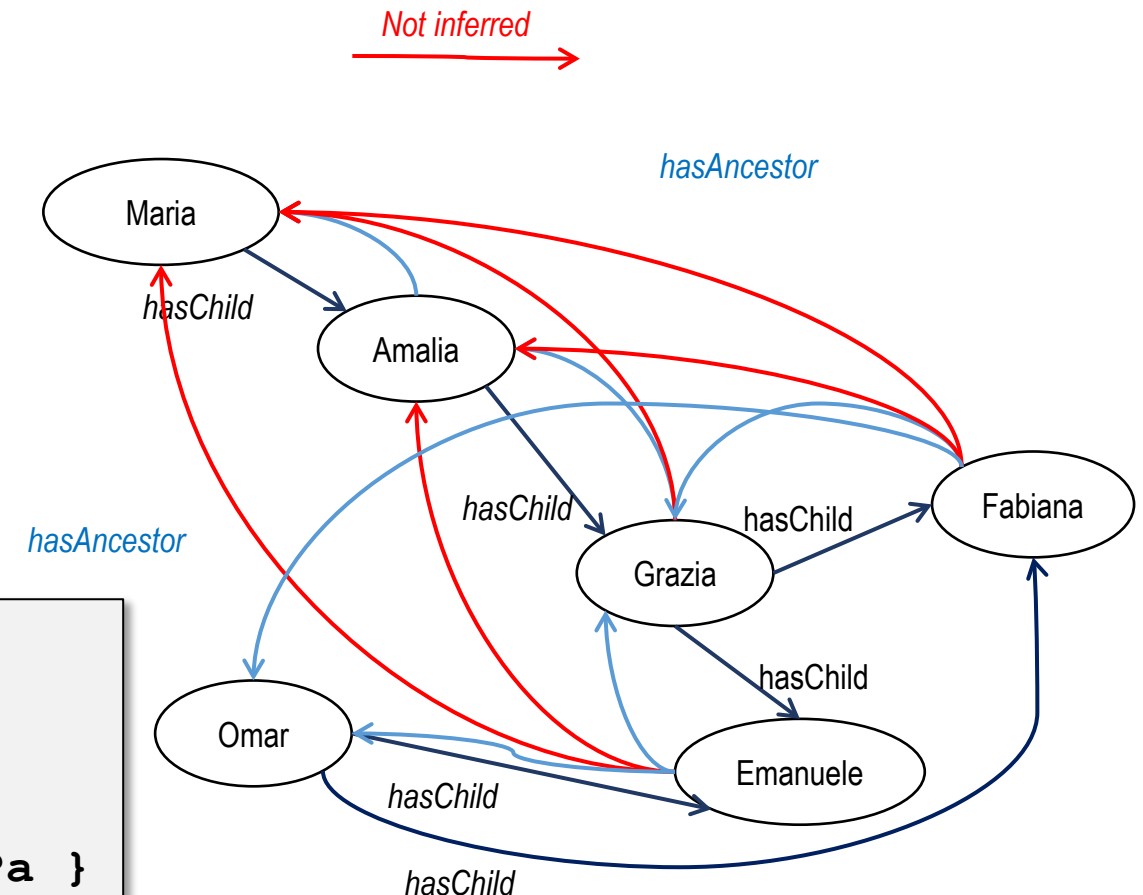 Not inferred
hasAncestor
Maria
hasChild
Amalia
hasChild
hasChild
Fabiana
hasAncestor
Grazia
hasChild
Omar
Emanuele
hasChild
}
hasChild